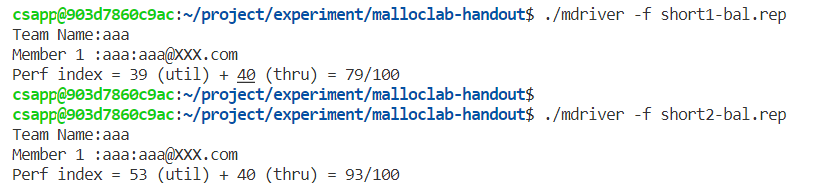 csapp@903d7860c9ac:~/project/experiment/malloclab-handout$ ./mdriver -f short1-bal.rep
Team Name:aaa
Member 1 :aaa:aaa@XXX.com
Perf index = 39 (util) + 40 (thru) = 79/100
csapp@903d7860c9ac:~/project/experiment/malloclab-handout$
csapp@903d7860c9ac:~/project/experiment/malloclab-handout$ ./mdriver -f short2-bal.rep
Team Name:aaa
Member 1 :aaa:aaa@XXX.com
Perf index = 53 (util) + 40 (thru) = 93/100